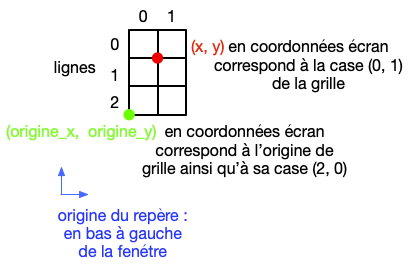 0 1
0
1
2
lignes
(x, y) en coordonnées écran
correspond à la case (0, 1)
de la grille
(origine_x, origine_y) en coordonnées écran
correspond à l'origine de
grille ainsi qu'à sa case (2, 0)
origine du repère :
en bas à gauche
de la fenétre